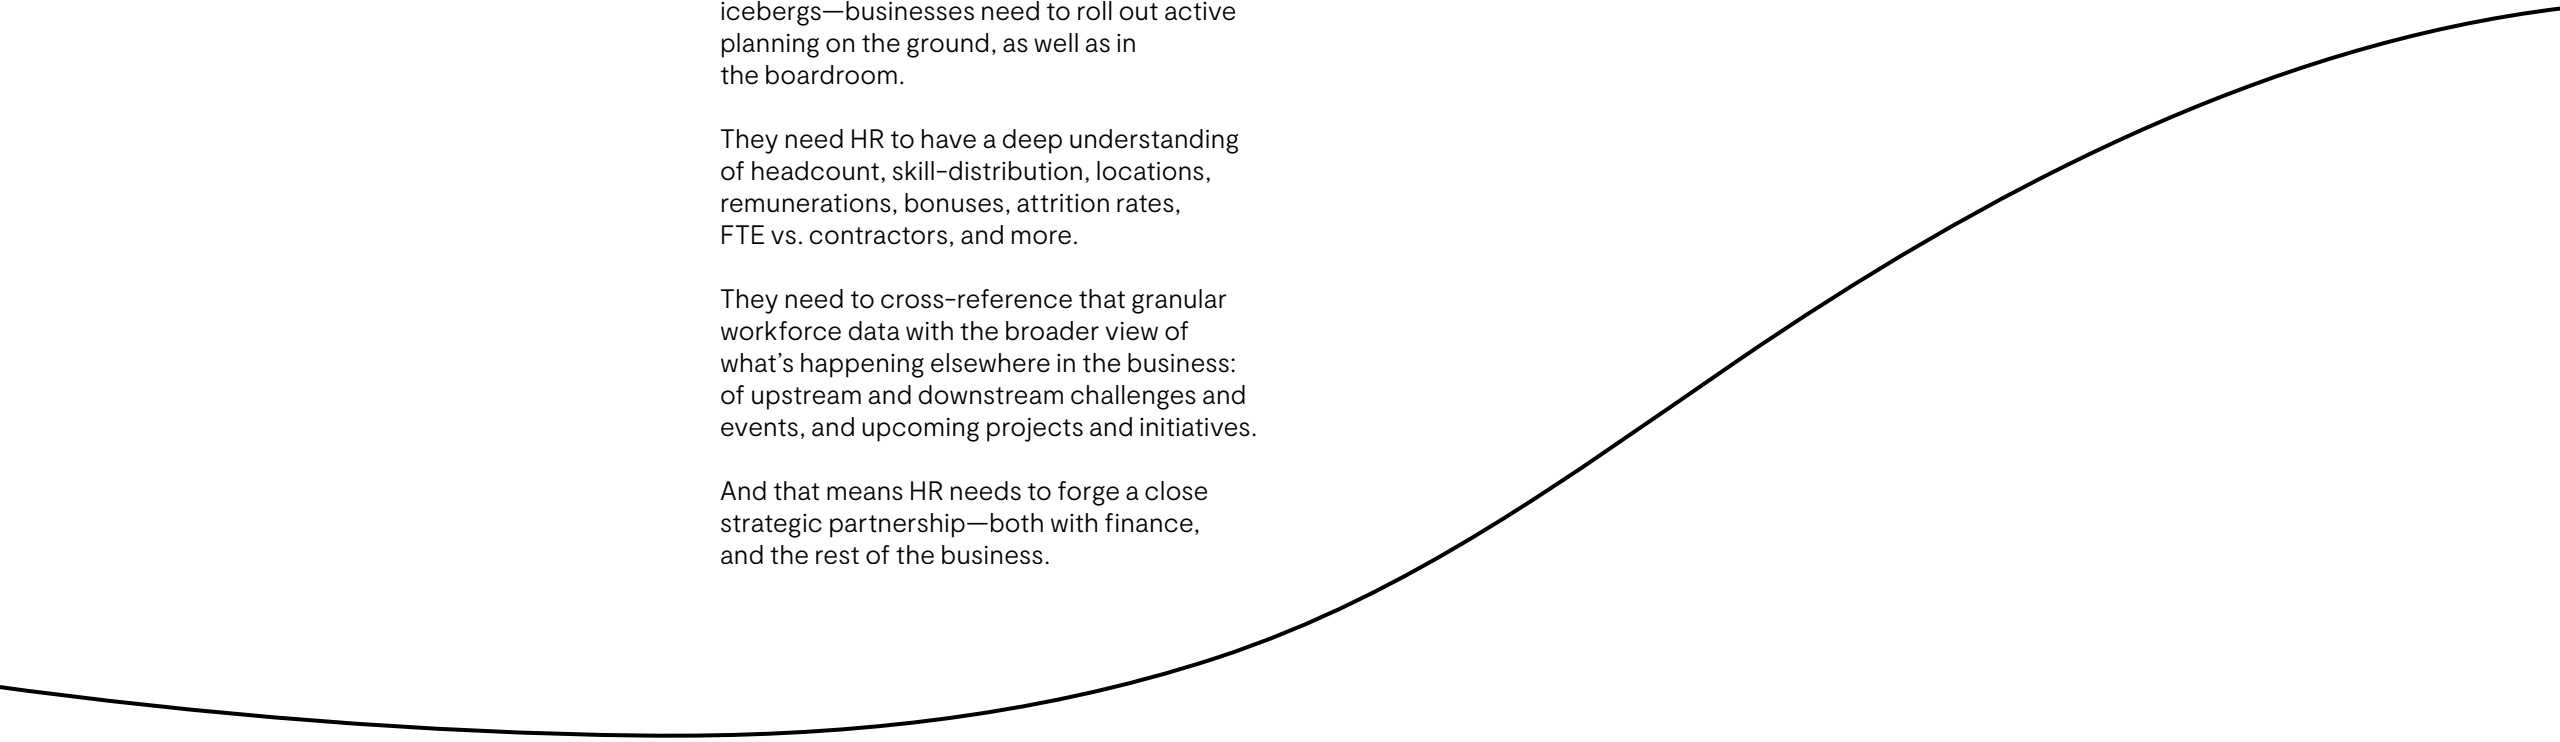 icebergs—businesses need to roll out active
planning on the ground, as well as in
the boardroom.
They need HR to have a deep understanding
of headcount, skill-distribution, locations,
remunerations, bonuses, attrition rates,
FTE vs. contractors, and more.
They need to cross-reference that granular
workforce data with the broader view of
what’s happening elsewhere in the business:
of upstream and downstream challenges and
events, and upcoming projects and initiatives.
And that means HR needs to forge a close
strategic partnership—both with finance,
and the rest of the business.